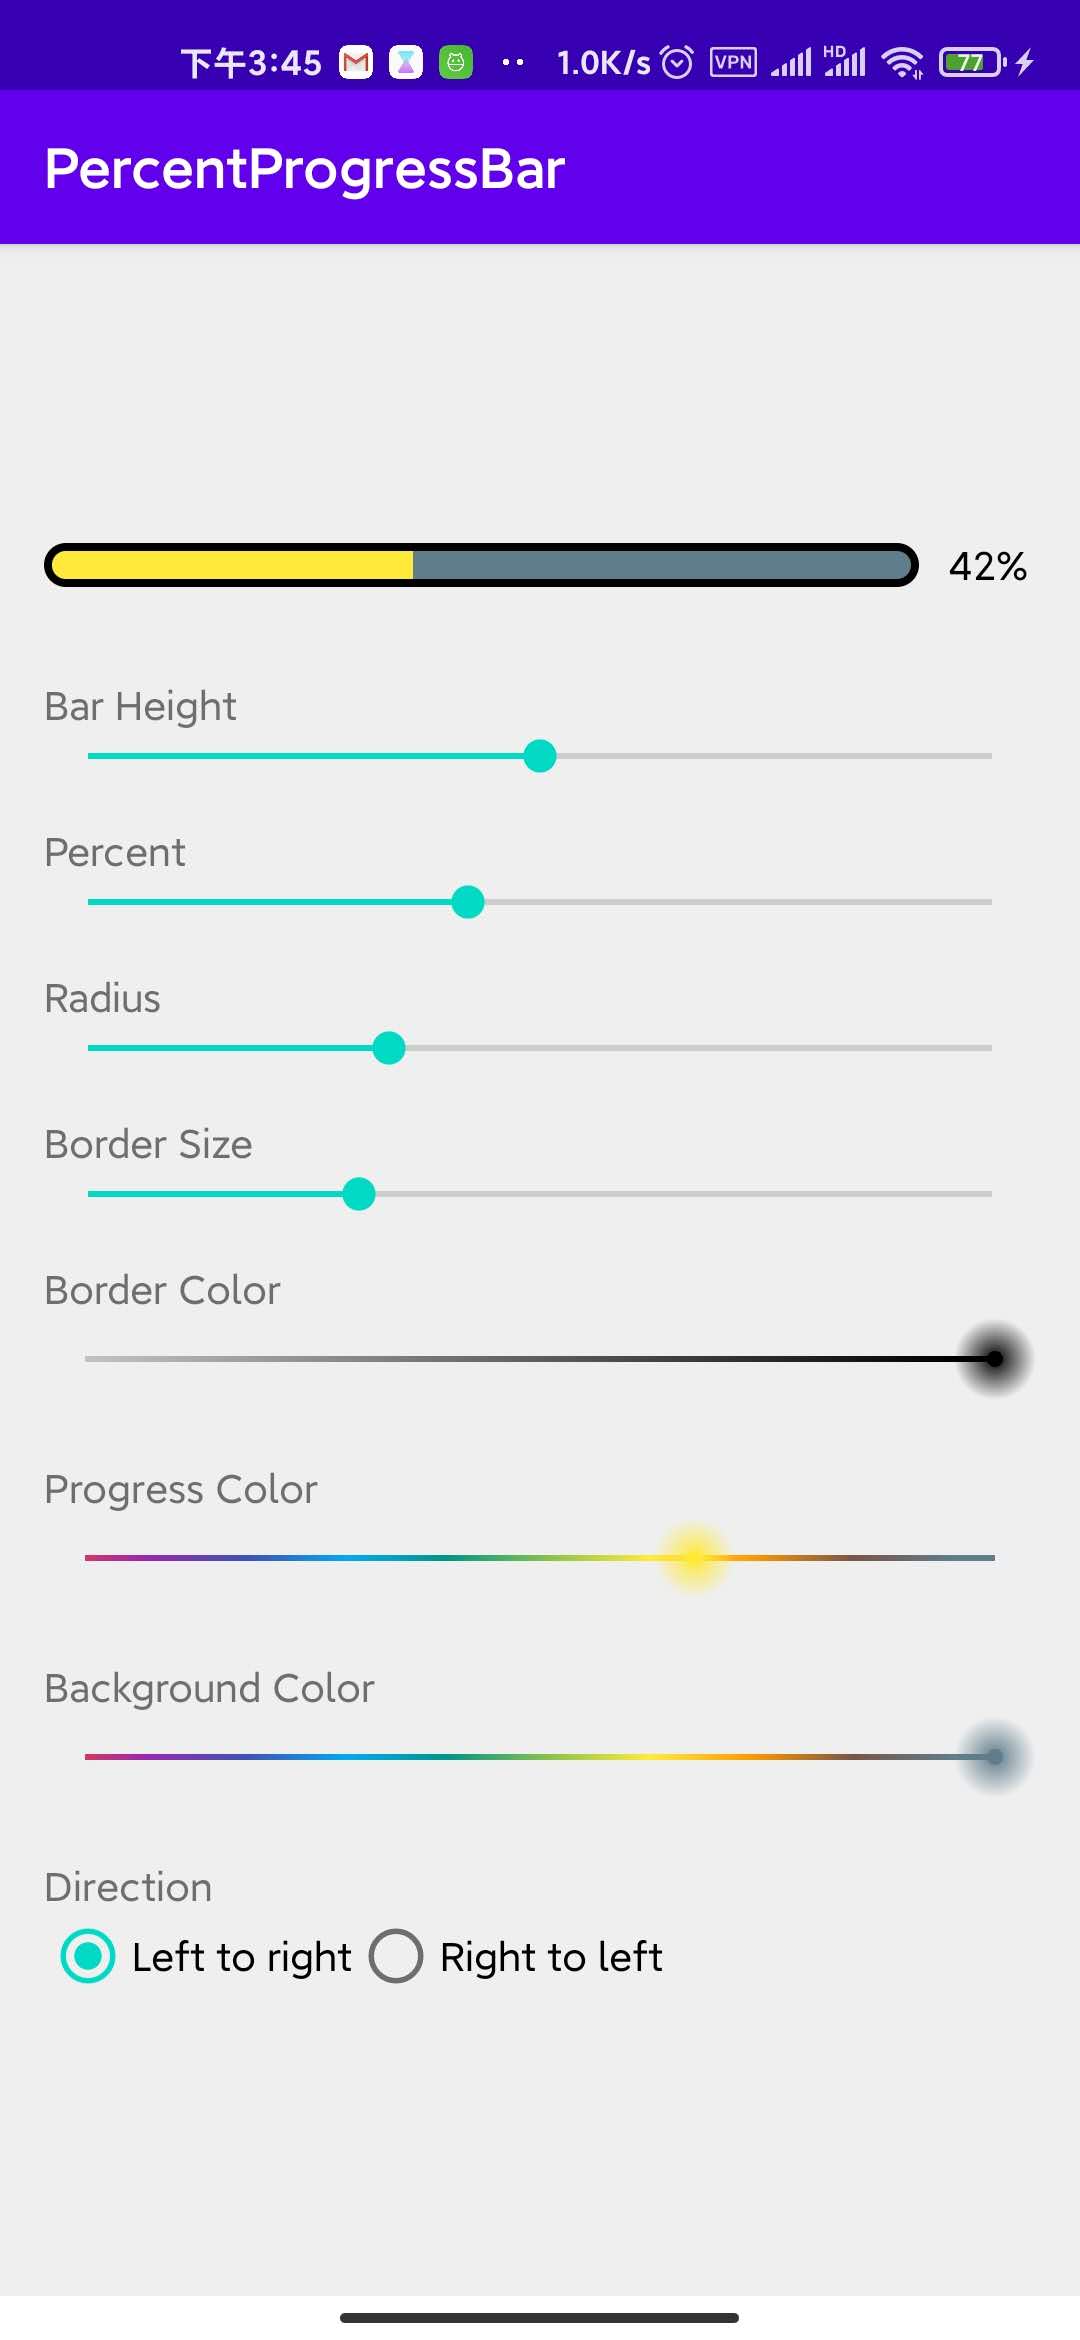 下午3:45 1.0K/s VPN HD 77
PercentProgressBar
42%
Bar Height
Percent
Radius
Border Size
Border Color
Progress Color
Background Color
Direction
Left to right Right to left